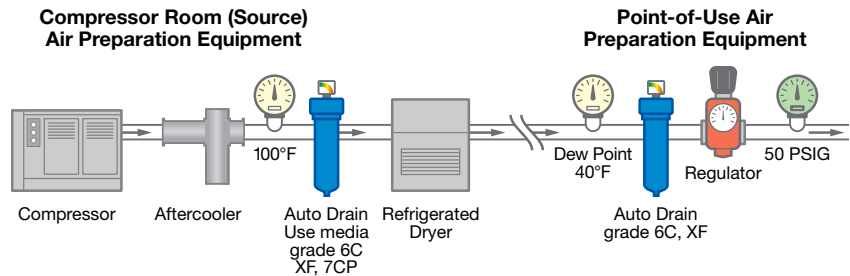 Compressor Room (Source)
Air Preparation Equipment
Point-of-Use Air
Preparation Equipment
100°F
Dew Point
40°F
Regulator
50 PSIG
Compressor
Aftercooler
Auto Drain
Use media
grade 6C
XF, 7CP
Refrigerated
Dryer
Auto Drain
grade 6C, XF